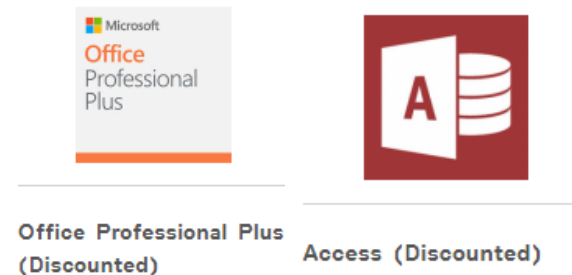 Microsoft
Office
Professional
Plus
A
Office Professional Plus
(Discounted)
Access (Discounted)